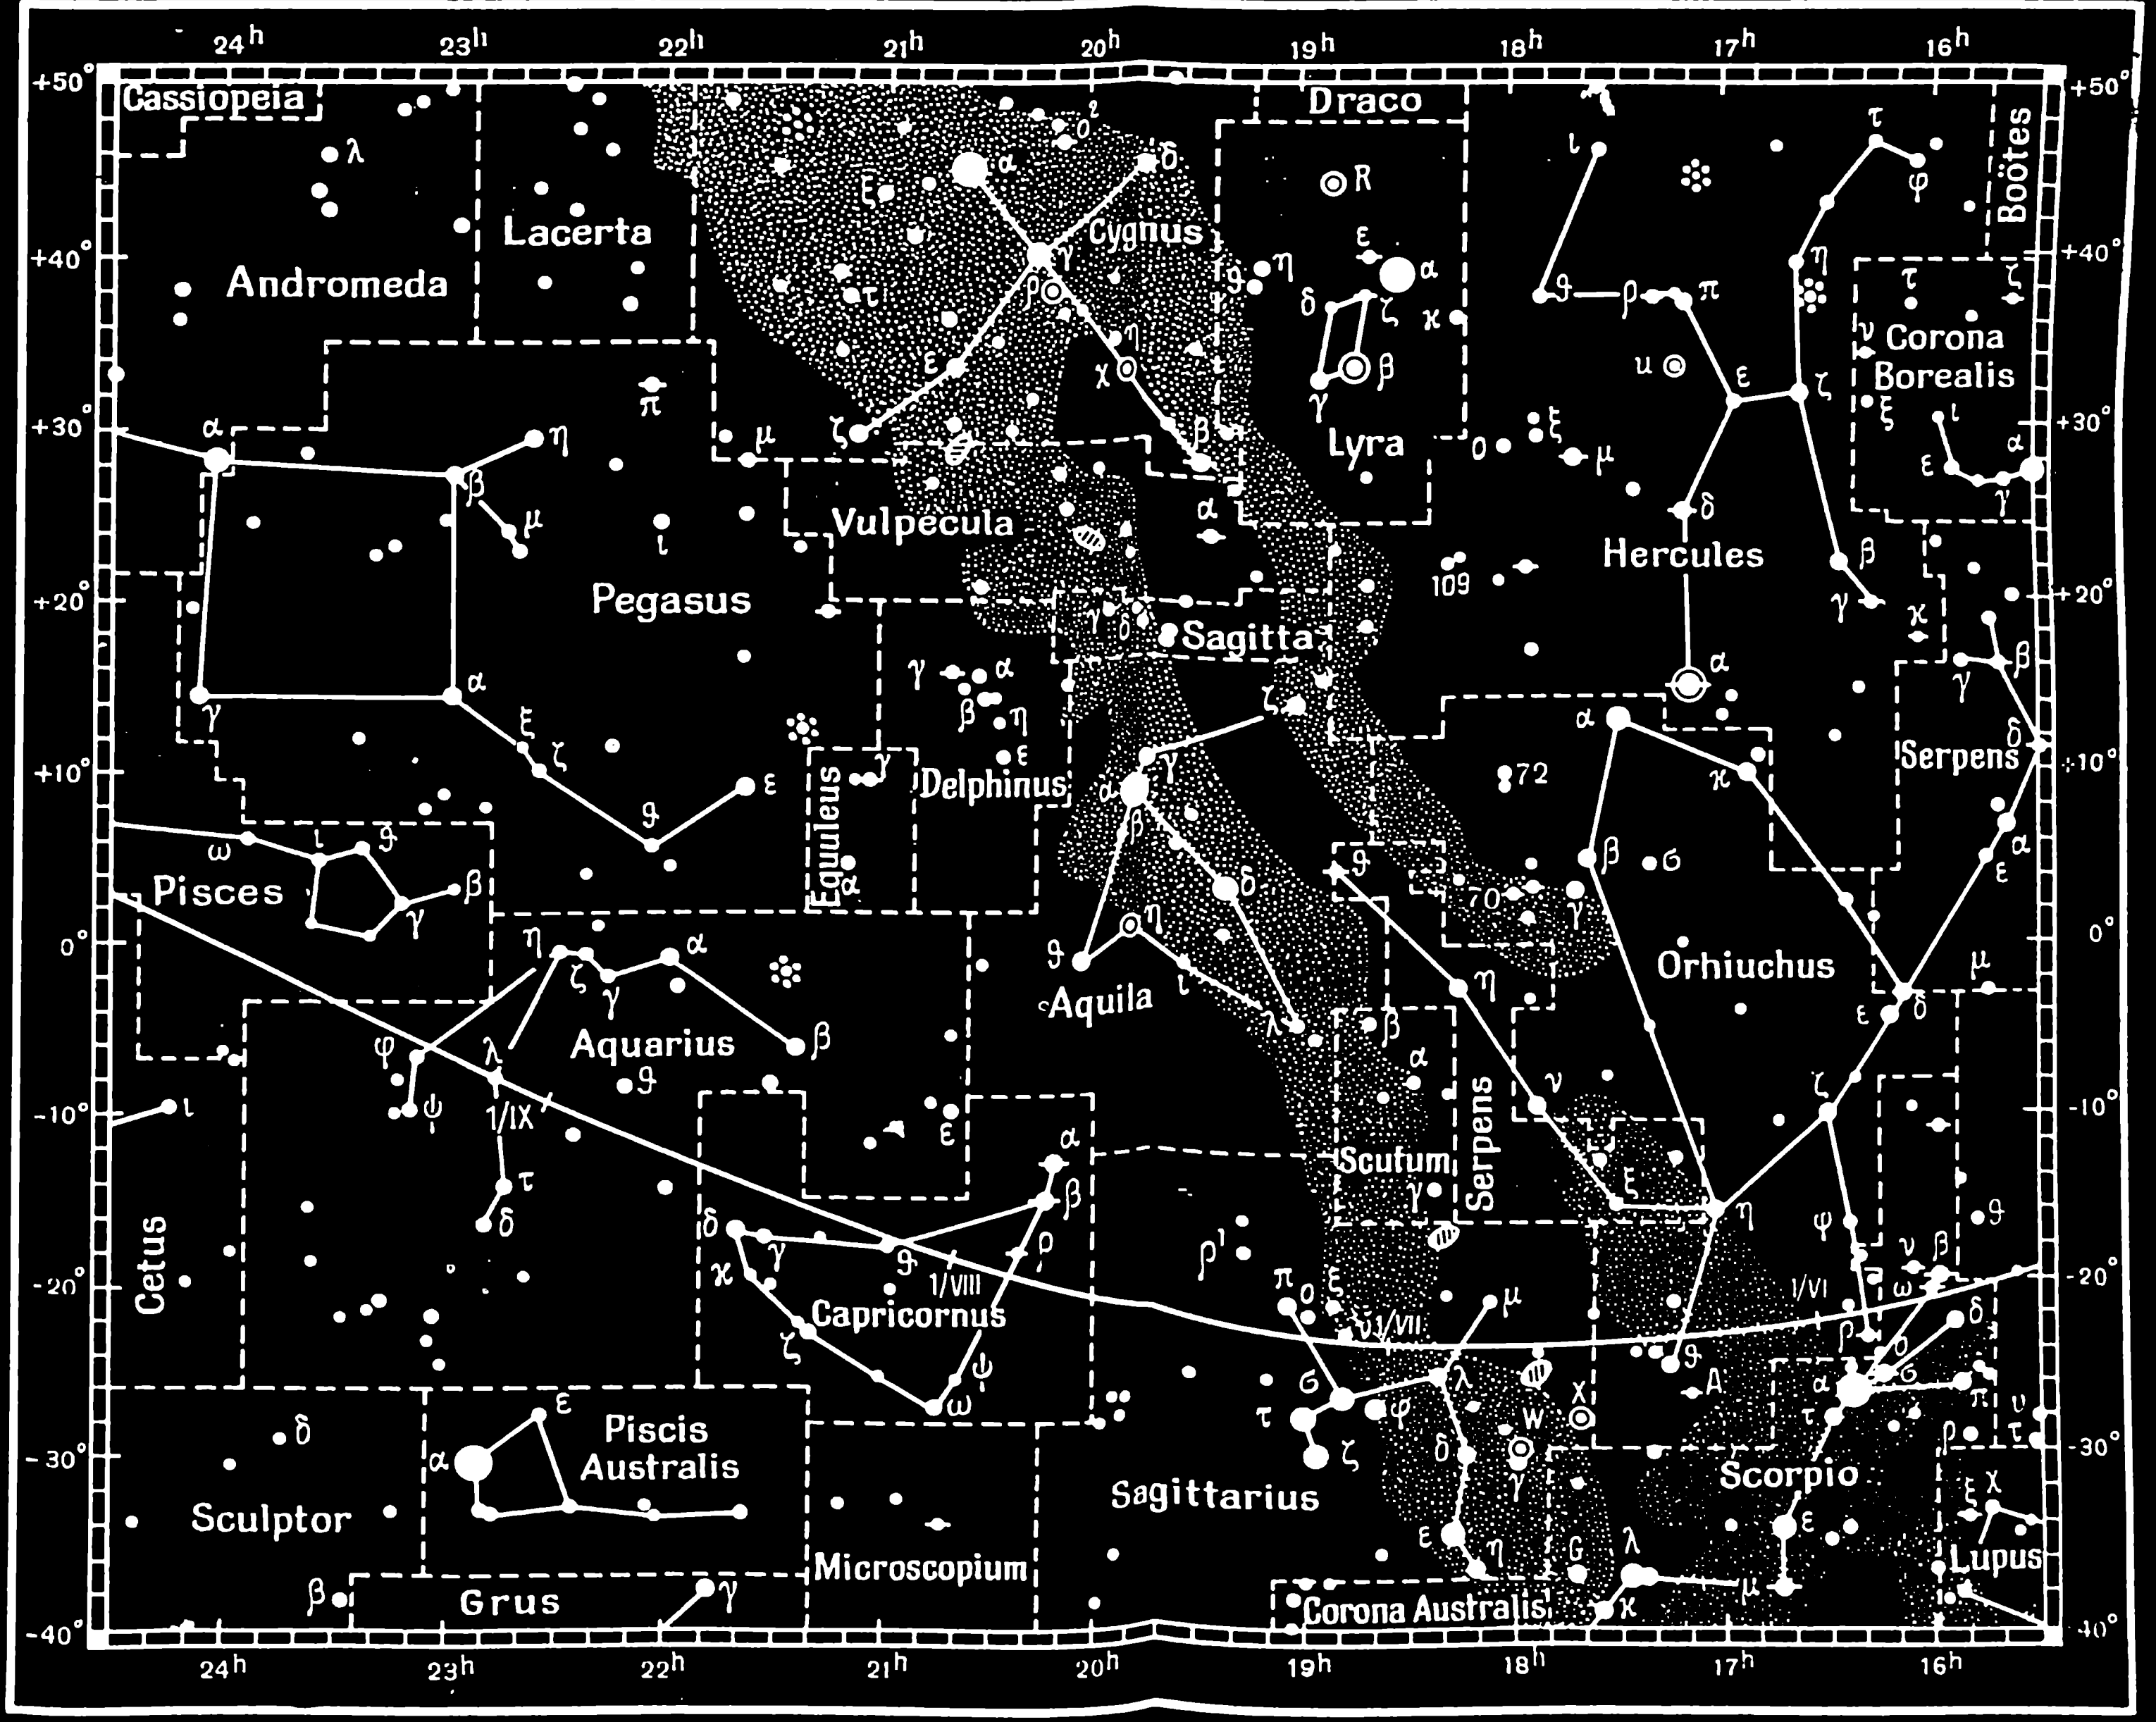 24h 23h 22h 21h 20h 19h 18h 17h 16h
+50° +50°
Cassiopeia
Draco
τ
Boötes
λ
o²
α
δ
ι
R
φ
ξ
Lacerta
Cygnus
γ
ε
α
η
+40° +40°
Andromeda
τ
ρ
ϑ η
δ
ζ
ϰ
ϑ ρ π
τ ζ
ν Corona
Borealis
π
ε
η
χ
β
γ
u
ε
ζ
ξ
ι
+30° +30°
α
η
μ
ζ
β
Lyra
o ξ
μ
ε
α
γ
β
μ
ι
Vulpecula
α
δ
Hercules
β
109
+20° +20°
Pegasus
γ
δ Sagitta
γ
ϰ
β
γ
α
γ
α
γ α
β η
ζ
α
α
δ
ξ
ζ
ε
γ
Delphinus
ε
γ
α
72
ϰ
Serpens
+10° +10°
Equuleus
ϑ
β
α
ω
ι ϑ
ϑ
β
σ
ε
Pisces
β
γ
α
δ
70
γ
0° 0°
η
ζ
γ
α
η
ϑ
ι
η
Orhiuchus
μ
Aquila
ε δ
φ
λ
Aquarius
β
λ
β
α
ϑ
ν
ζ
ψ
1/IX
-10° -10°
ε
α
Scutum
Serpens
τ
δ
β
γ
ξ
η
φ
ϑ
Cetus
δ
γ
ϑ
ρ
ρ¹
ν β
ϰ
1/VIII
π
o
ξ
μ
1/VI
ω
-20° -20°
Capricornus
υ
1/VII
ρ
o
δ
ζ
ψ
ω
σ
τ
φ
ζ
λ
ϑ
A
α
σ
π
τ
ρ
υ
τ
δ
ε
Piscis
Australis
α
X
W
δ
γ
-30° -30°
Scorpio
Sculptor
Sagittarius
ξ χ
ε
η
G
λ
ε
Microscopium
Lupus
β
Grus
γ
Corona Australis
ϰ
μ
-40° -40°
24h 23h 22h 21h 20h 19h 18h 17h 16h